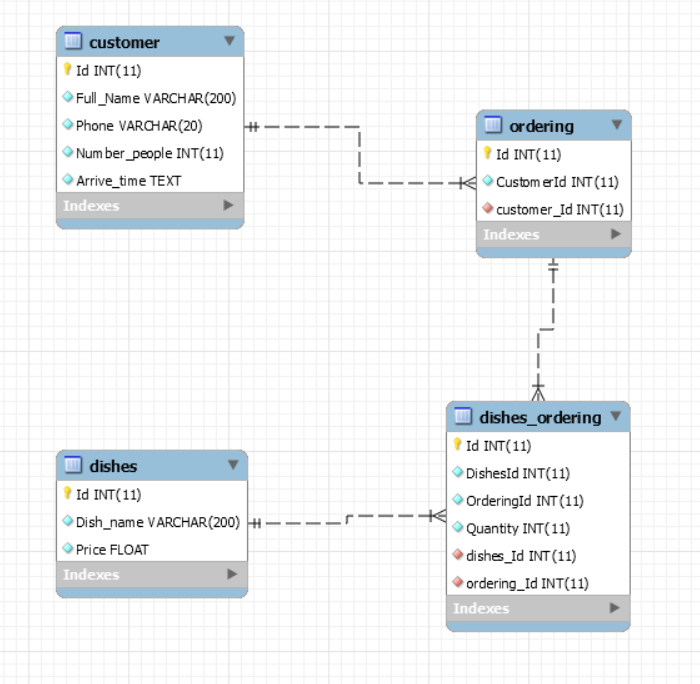 customer
Id INT(11)
Full_Name VARCHAR(200)
Phone VARCHAR(20)
Number_people INT(11)
Arrive_time TEXT
Indexes
ordering
Id INT(11)
CustomerId INT(11)
customer_Id INT(11)
Indexes
dishes
Id INT(11)
Dish_name VARCHAR(200)
Price FLOAT
Indexes
dishes_ordering
Id INT(11)
DishesId INT(11)
OrderingId INT(11)
Quantity INT(11)
dishes_Id INT(11)
ordering_Id INT(11)
Indexes